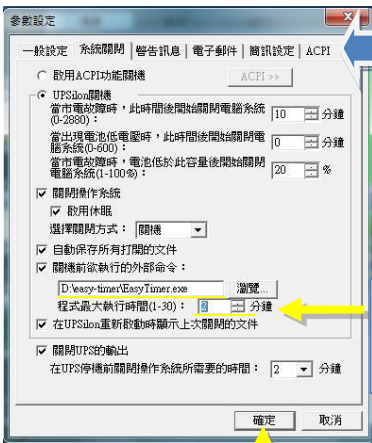 參數設定
一般設定 系統關閉 警告訊息 電子郵件 簡訊設定 ACPI
啟用ACPI功能關機 ACPI >>
UPSilon關機
當市電故障時，此時間後開始關閉電腦系統
(0-2880)： 10 分鐘
當出現電池低電壓時，此時間後開始關閉電
腦系統(0-600)： 0 分鐘
當市電故障時，電池低於此容量後開始關閉
電腦系統(1-100%)： 20 %
關閉操作系統
啟用休眠
選擇關閉方式： 關機
自動保存所有打開的文件
關機前欲執行的外部命令：
D:\easy-timer\EasyTimer.exe 瀏覽...
程式最大執行時間(1-30)： 2 分鐘
在UPSilon重新啟動時顯示上次關閉的文件
關閉UPS的輸出
在UPS停機前關閉操作系統所需要的時間： 2 分鐘
確定 取消